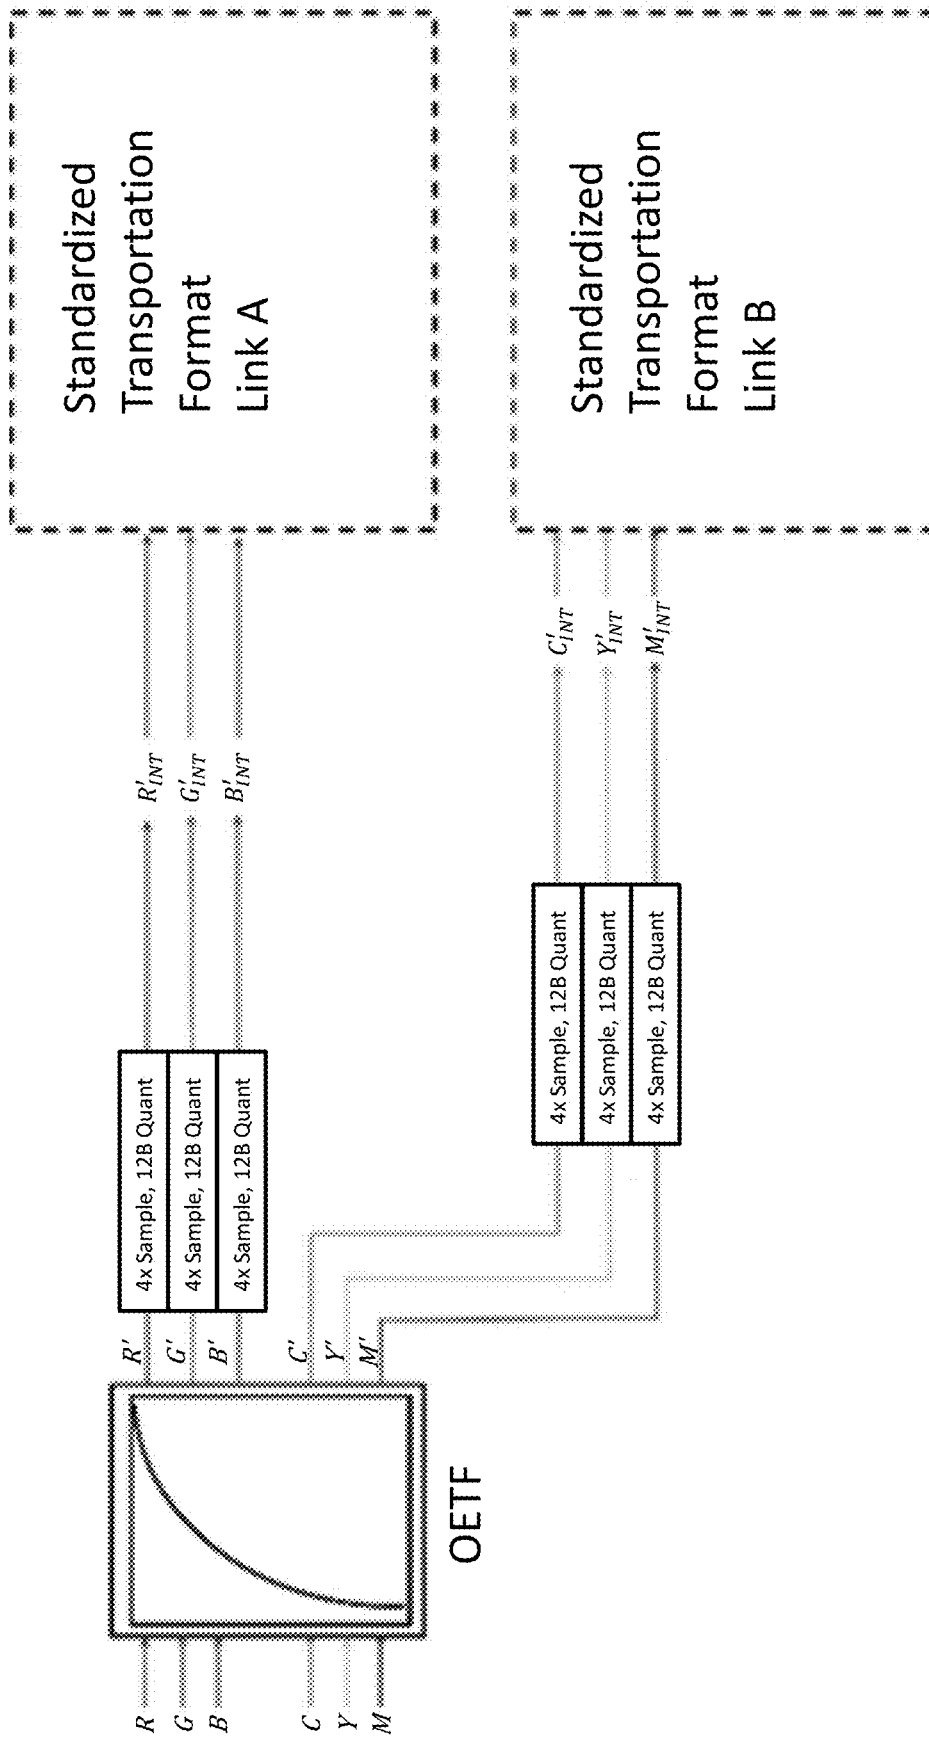 R
G
B
C
Y
M
OETF
R'
G'
B'
C'
Y'
M'
4x Sample, 12B Quant
4x Sample, 12B Quant
4x Sample, 12B Quant
4x Sample, 12B Quant
4x Sample, 12B Quant
4x Sample, 12B Quant
R'INT
G'INT
B'INT
C'INT
Y'INT
M'INT
Standardized
Transportation
Format
Link A
Standardized
Transportation
Format
Link B